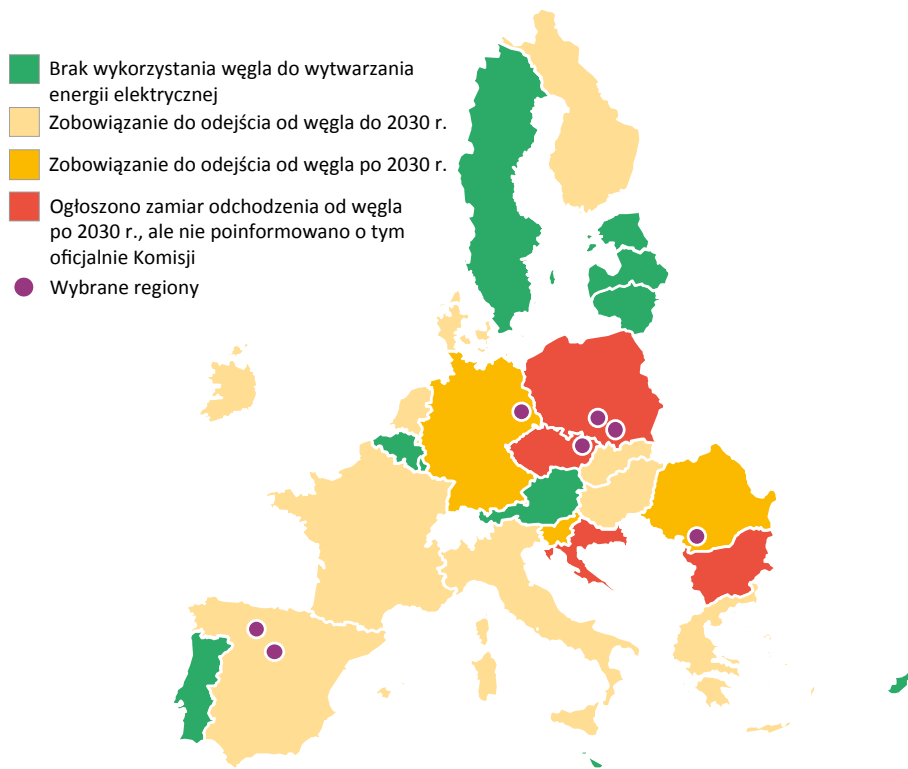 Brak wykorzystania węgla do wytwarzania
energii elektrycznej
Zobowiązanie do odejścia od węgla do 2030 r.
Zobowiązanie do odejścia od węgla po 2030 r.
Ogłoszono zamiar odchodzenia od węgla
po 2030 r., ale nie poinformowano o tym
oficjalnie Komisji
Wybrane regiony